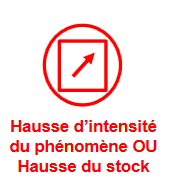 Hausse d’intensité
du phénomène OU
Hausse du stock